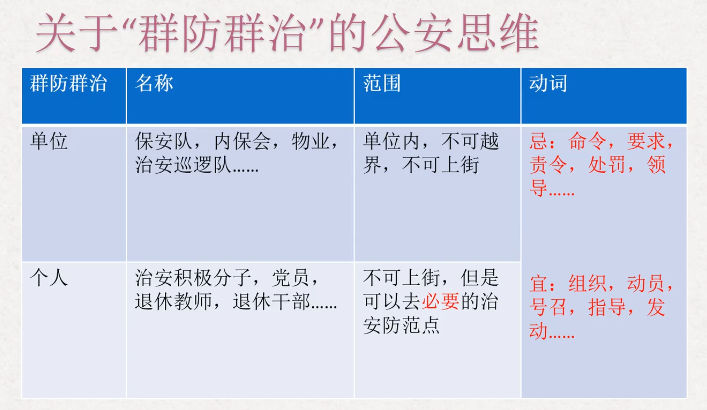 关于“群防群治”的公安思维
群防群治
名称
范围
动词
单位
保安队，内保会，物业，
治安巡逻队……
单位内，不可越
界，不可上街
忌：命令，要求，
责令，处罚，领
导……
个人
治安积极分子，党员，
退休教师，退休干部……
不可上街，但是
可以去必要的治
安防范点
宜：组织，动员，
号召，指导，发
动……